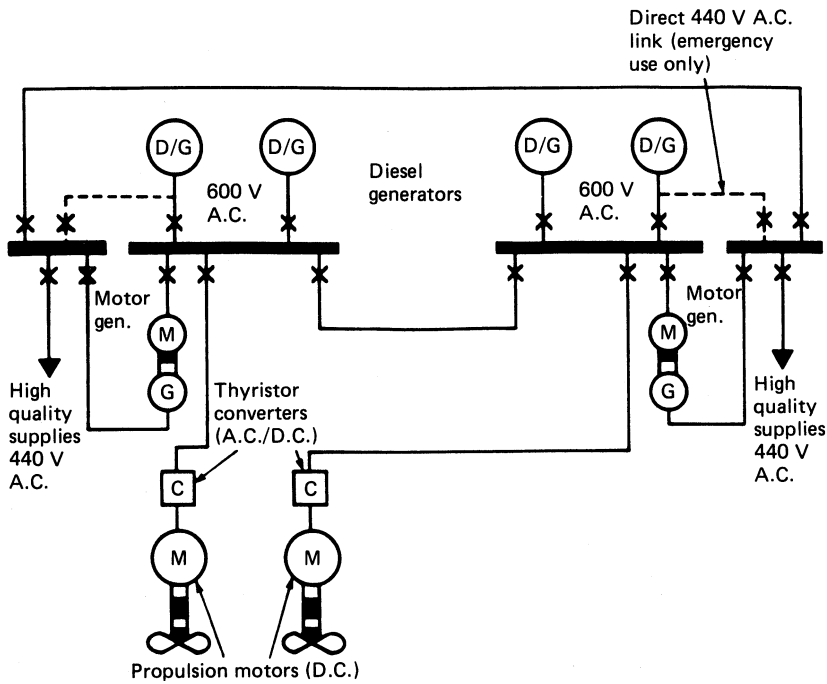 Direct 440 V A.C.
link (emergency
use only)
D/G
D/G
D/G
D/G
Diesel
generators
600 V
A.C.
600 V
A.C.
Motor
gen.
Motor
gen.
M
M
G
G
High
quality
supplies
440 V
A.C.
Thyristor
converters
(A.C./D.C.)
High
quality
supplies
440 V
A.C.
C
C
M
M
Propulsion motors (D.C.)